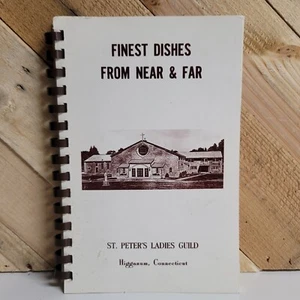 FINEST DISHES
FROM NEAR & FAR
ST. PETER'S LADIES GUILD
Higganum, Connecticut